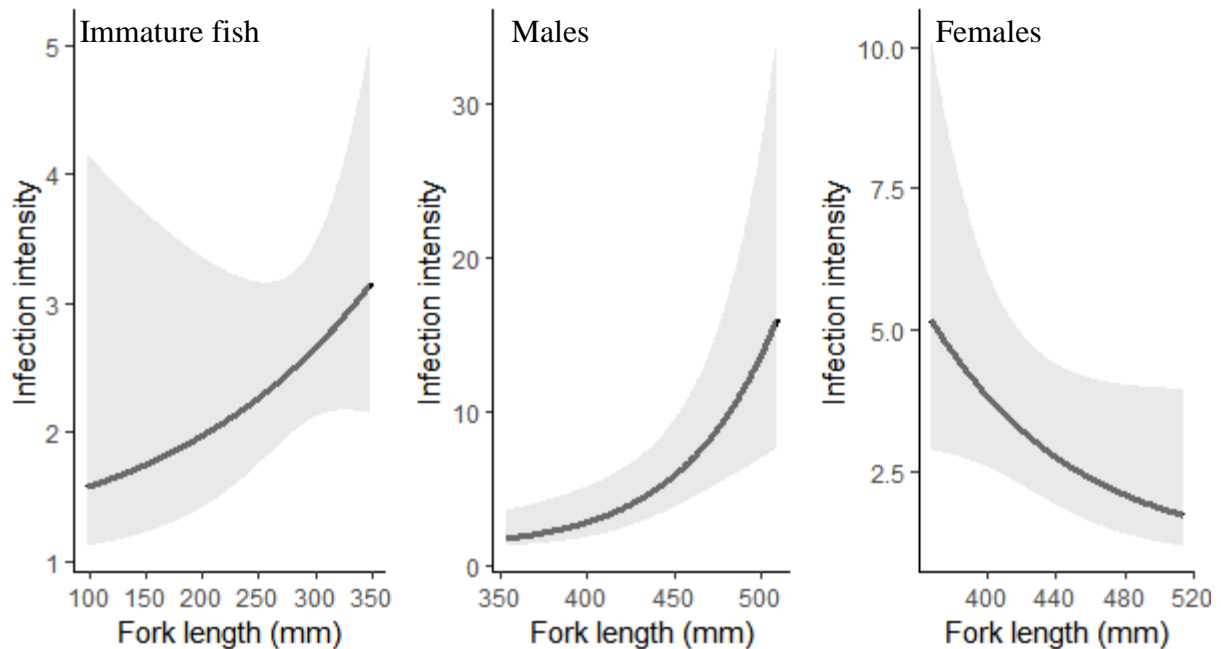 Immature fish
Infection intensity
5
4
3
2
1
100 150 200 250 300 350
Fork length (mm)
Males
Infection intensity
30
20
10
0
350 400 450 500
Fork length (mm)
Females
Infection intensity
10.0
7.5
5.0
2.5
400 440 480 520
Fork length (mm)